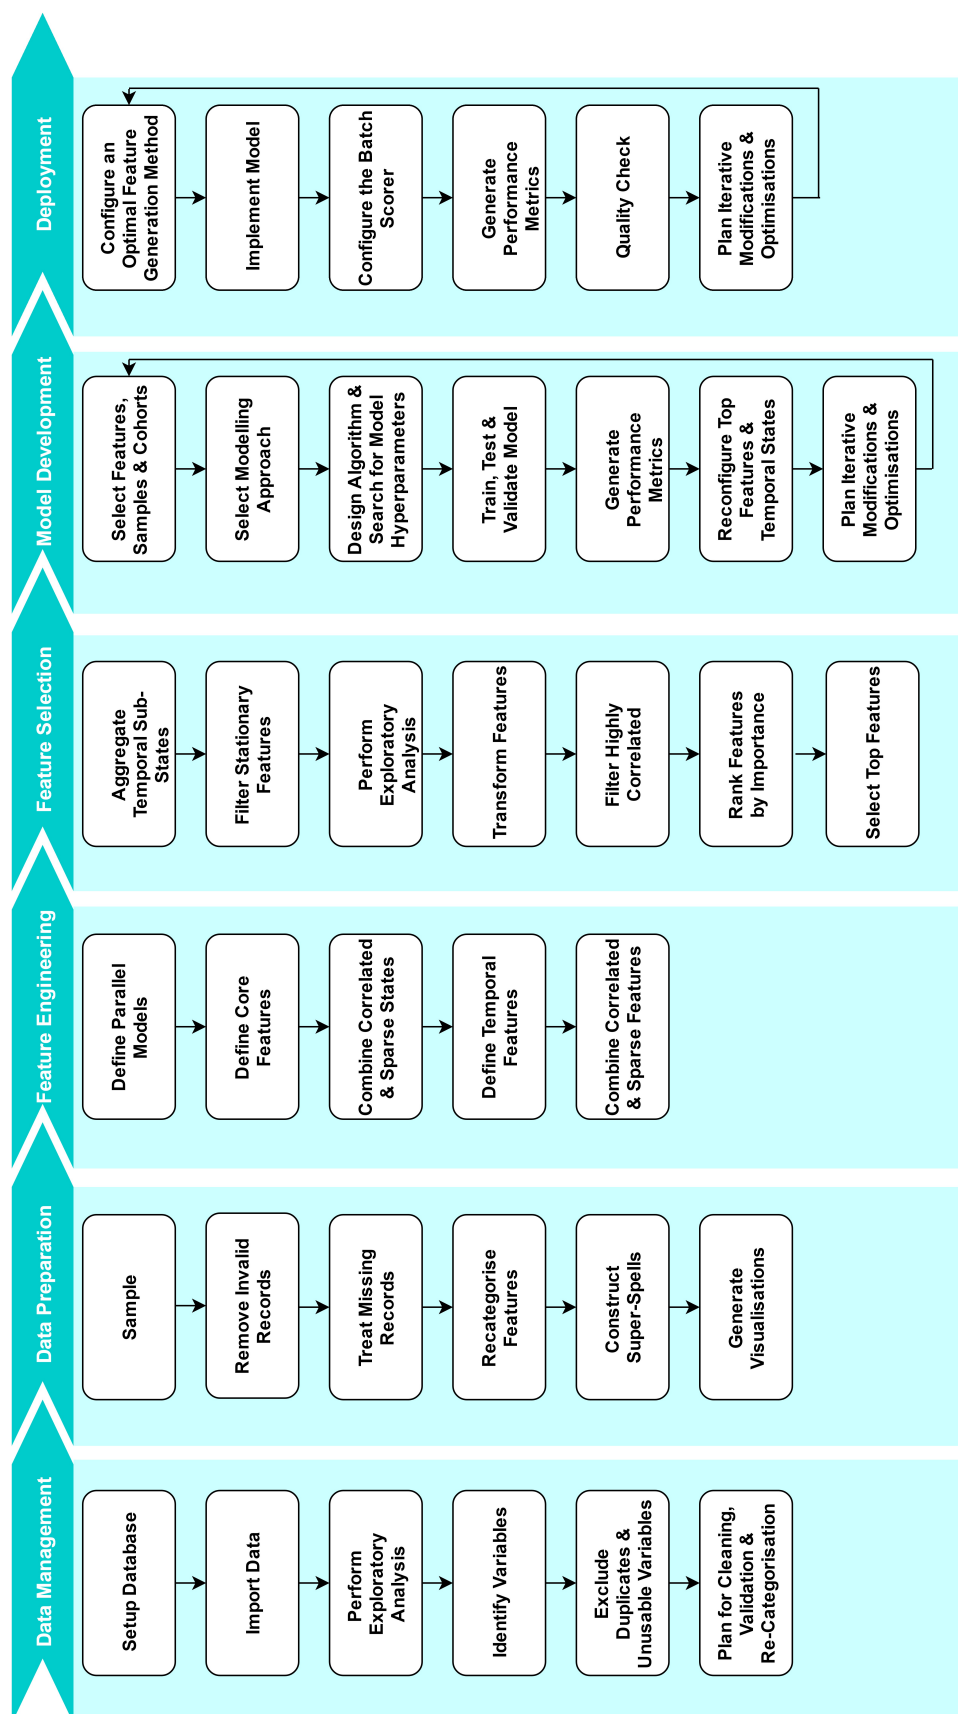 Data Management
Setup Database
Import Data
Perform
Exploratory
Analysis
Identify Variables
Exclude
Duplicates &
Unusable Variables
Plan for Cleaning,
Validation &
Re-Categorisation
Data Preparation
Sample
Remove Invalid
Records
Treat Missing
Records
Recategorise
Features
Construct
Super-Spells
Generate
Visualisations
Feature Engineering
Define Parallel
Models
Define Core
Features
Combine Correlated
& Sparse States
Define Temporal
Features
Combine Correlated
& Sparse Features
Feature Selection
Aggregate
Temporal Sub-
States
Filter Stationary
Features
Perform
Exploratory
Analysis
Transform Features
Filter Highly
Correlated
Rank Features
by Importance
Select Top Features
Model Development
Select Features,
Samples & Cohorts
Select Modelling
Approach
Design Algorithm &
Search for Model
Hyperparameters
Train, Test &
Validate Model
Generate
Performance
Metrics
Reconfigure Top
Features &
Temporal States
Plan Iterative
Modifications &
Optimisations
Deployment
Configure an
Optimal Feature
Generation Method
Implement Model
Configure the Batch
Scorer
Generate
Performance
Metrics
Quality Check
Plan Iterative
Modifications &
Optimisations